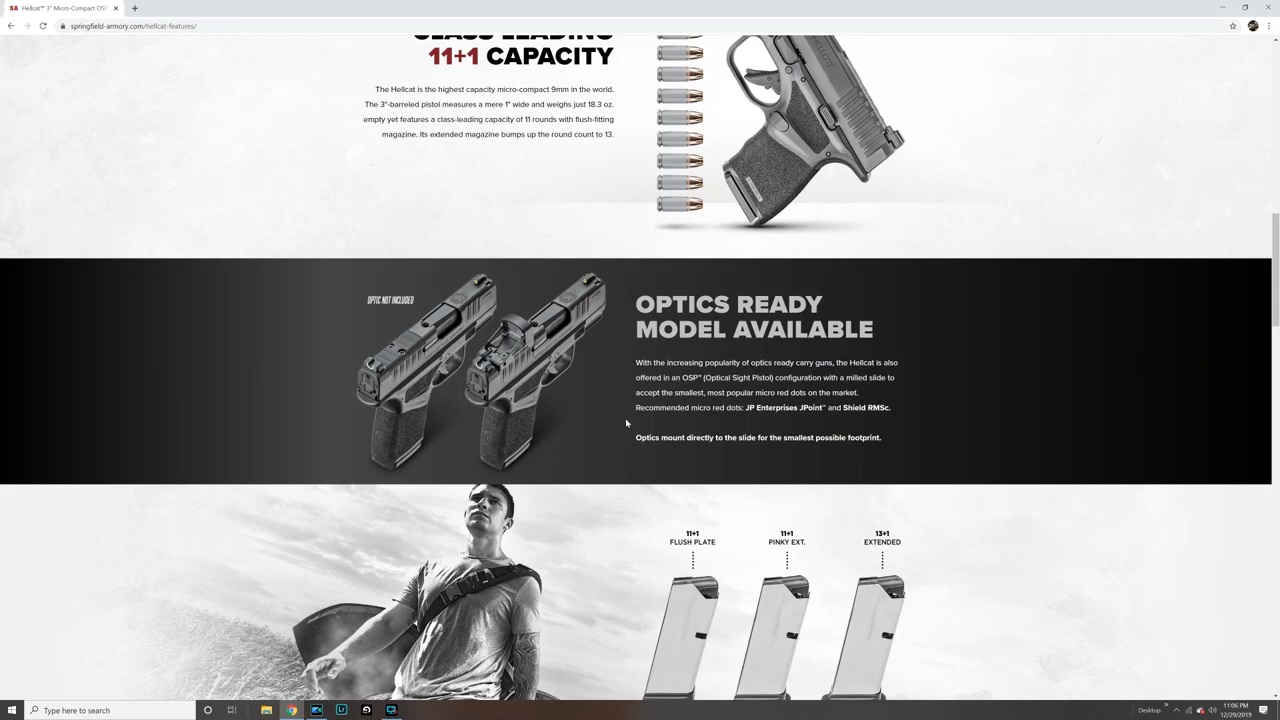 Hellcat™ 3" Micro-Compact OSP
springfield-armory.com/hellcat-features/
CLASS LEADING
11+1 CAPACITY
The Hellcat is the highest capacity micro-compact 9mm in the world.
The 3"-barreled pistol measures a mere 1" wide and weighs just 18.3 oz.
empty yet features a class-leading capacity of 11 rounds with flush-fitting
magazine. Its extended magazine bumps up the round count to 13.
OPTIC NOT INCLUDED
OPTICS READY
MODEL AVAILABLE
With the increasing popularity of optics ready carry guns, the Hellcat is also
offered in an OSP™ (Optical Sight Pistol) configuration with a milled slide to
accept the smallest, most popular micro red dots on the market.
Recommended micro red dots: JP Enterprises JPoint™ and Shield RMSc.
Optics mount directly to the slide for the smallest possible footprint.
11+1
FLUSH PLATE
11+1
PINKY EXT.
13+1
EXTENDED
Type here to search
Desktop
11:06 PM
12/29/2019